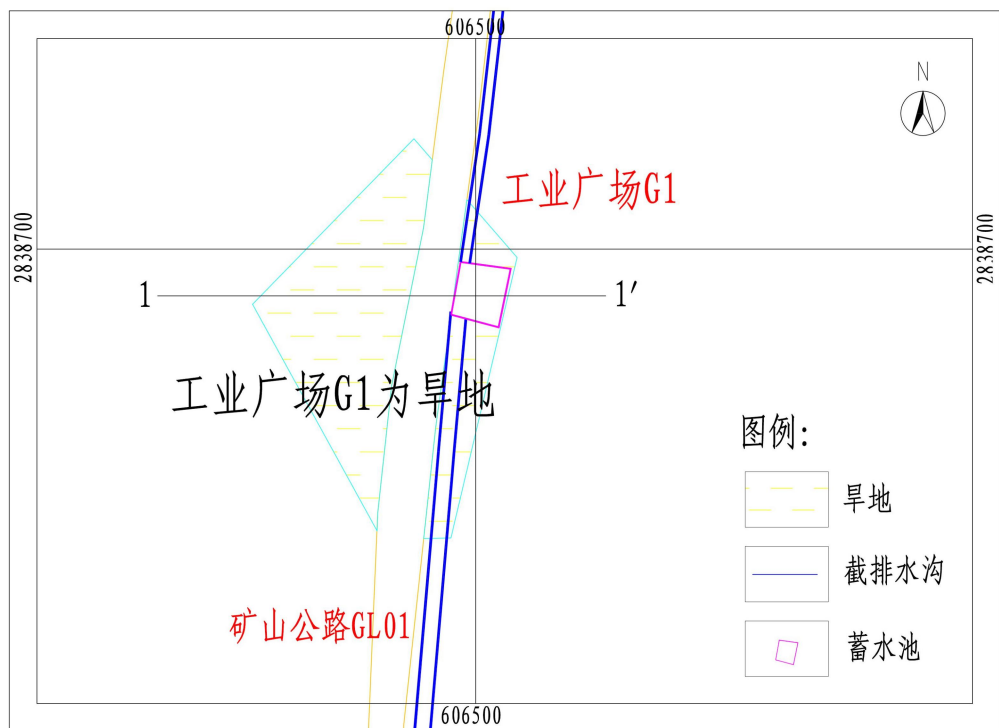 606500
N
工业广场G1
2838700
2838700
1
1′
工业广场G1为旱地
图例:
旱地
截排水沟
矿山公路GL01
蓄水池
606500